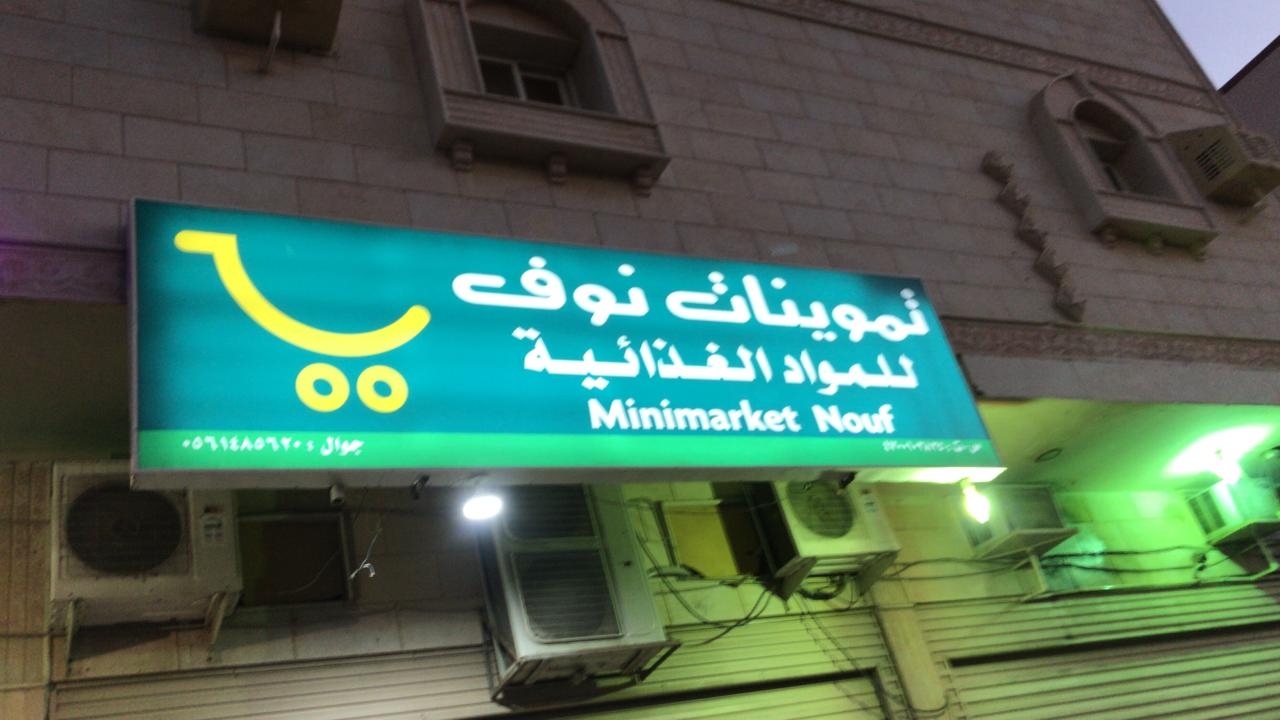 تموينات نوف
للمواد الغذائية
Minimarket Nouf
جوال : ٠٥٦١٤٨٥٦٢٠